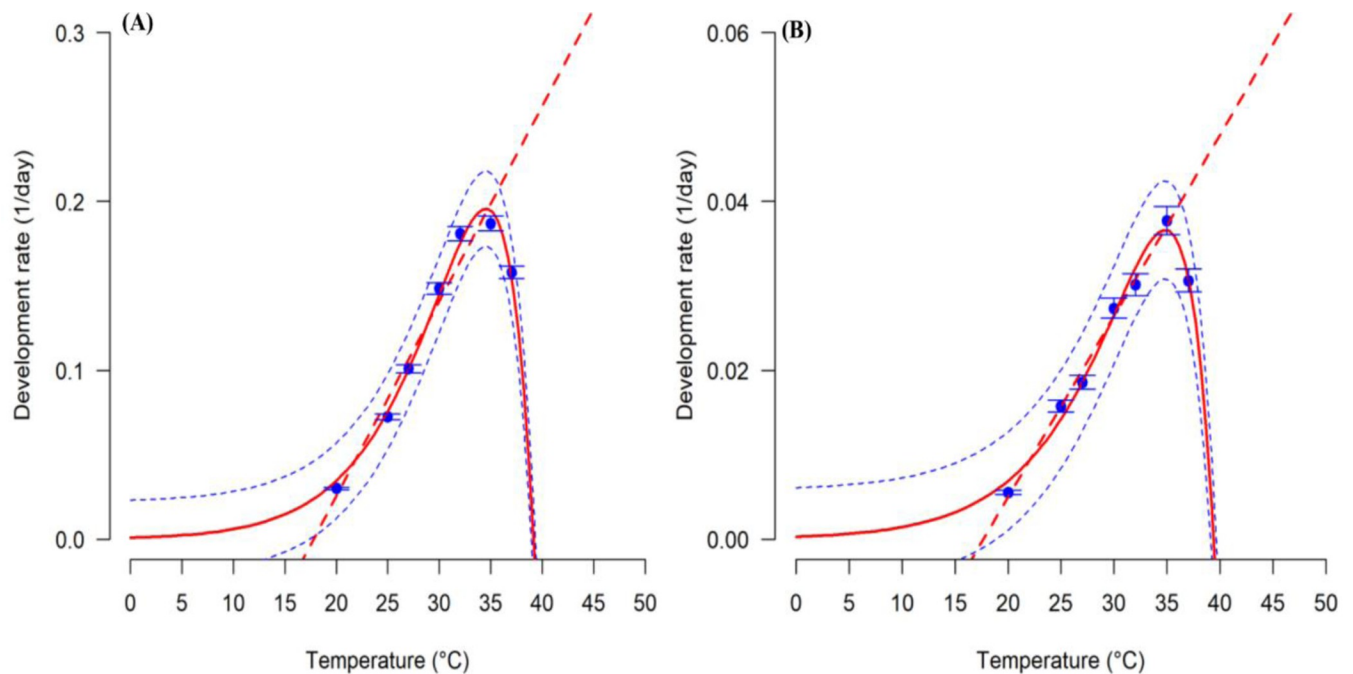 (A)
Development rate (1/day)
0.3
0.2
0.1
0.0
0 5 10 15 20 25 30 35 40 45 50
Temperature (°C)
(B)
Development rate (1/day)
0.06
0.04
0.02
0.00
0 5 10 15 20 25 30 35 40 45 50
Temperature (°C)